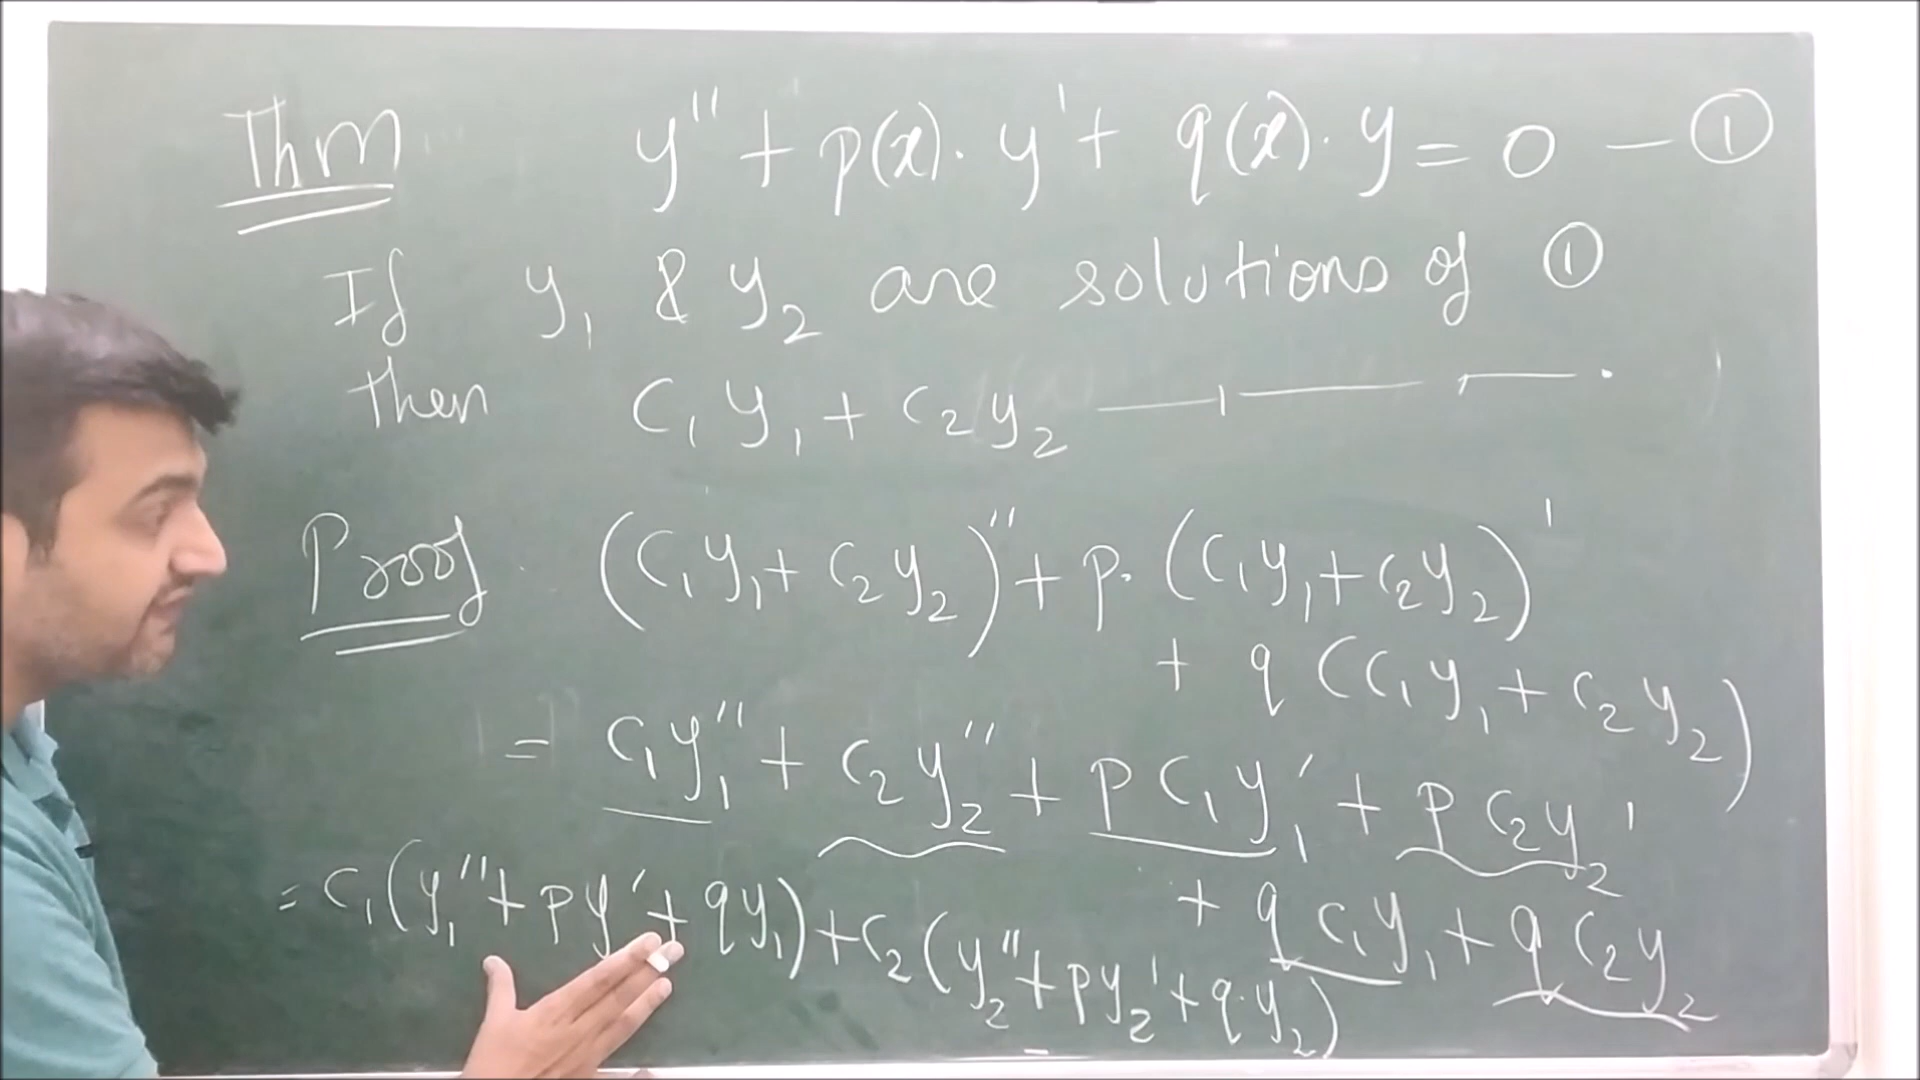 Thm y'' + p(x). y' + q(x). y = 0 — ①
If y₁ & y₂ are solutions of ①
then c₁y₁ + c₂y₂ —ı— ı—.
Proof (c₁y₁ + c₂y₂)'' + p. (c₁y₁ + c₂y₂)'
+ q (c₁y₁ + c₂y₂)
= c₁y₁'' + c₂y₂'' + pc₁y₁' + pc₂y₂'
+ qc₁y₁ + qc₂y₂
= c₁(y₁'' + py' + qy₁) + c₂(y₂'' + py₂' + q.y₂)